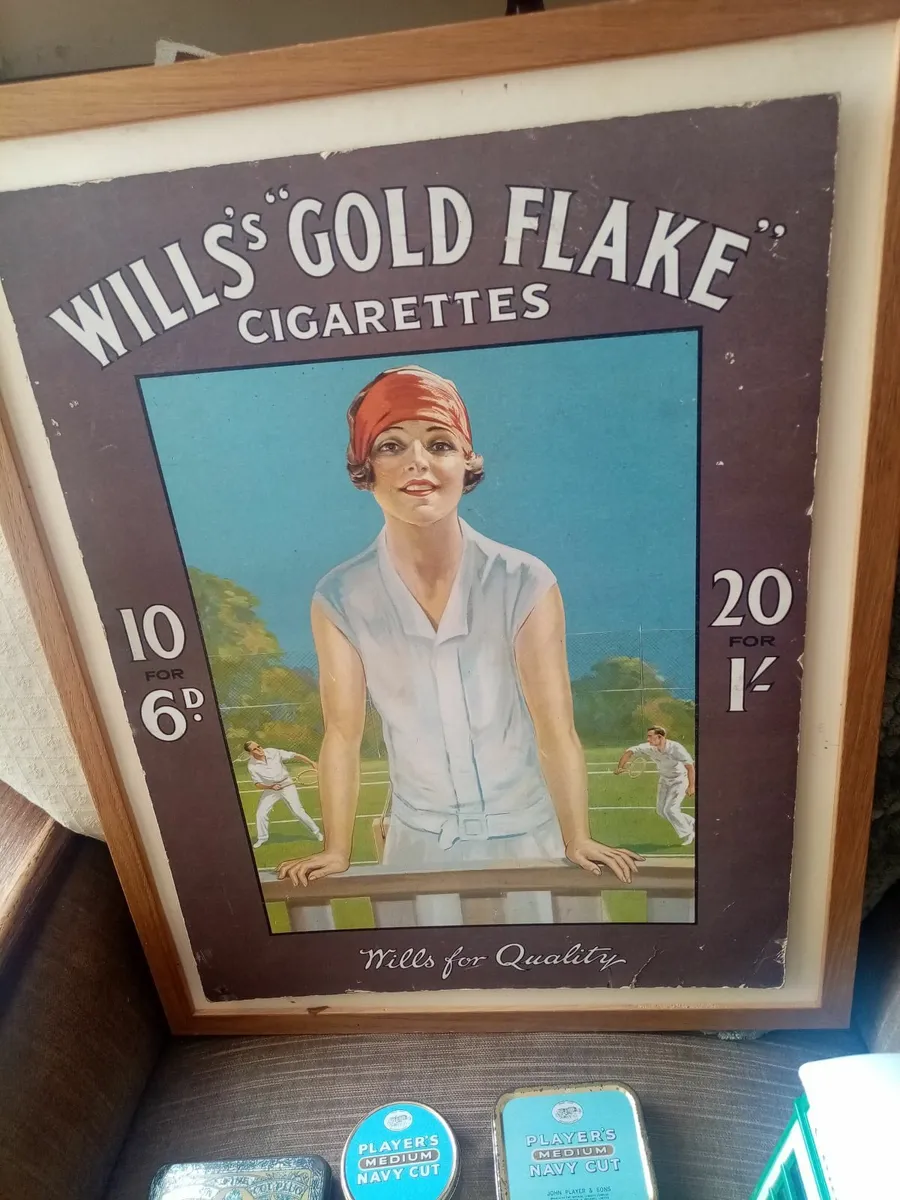 WILLS's "GOLD FLAKE"
CIGARETTES
10
FOR
6D.
20
FOR
1/-
Wills for Quality
PLAYER'S
MEDIUM
NAVY CUT
PLAYER'S
MEDIUM
NAVY CUT
JOHN PLAYER & SONS